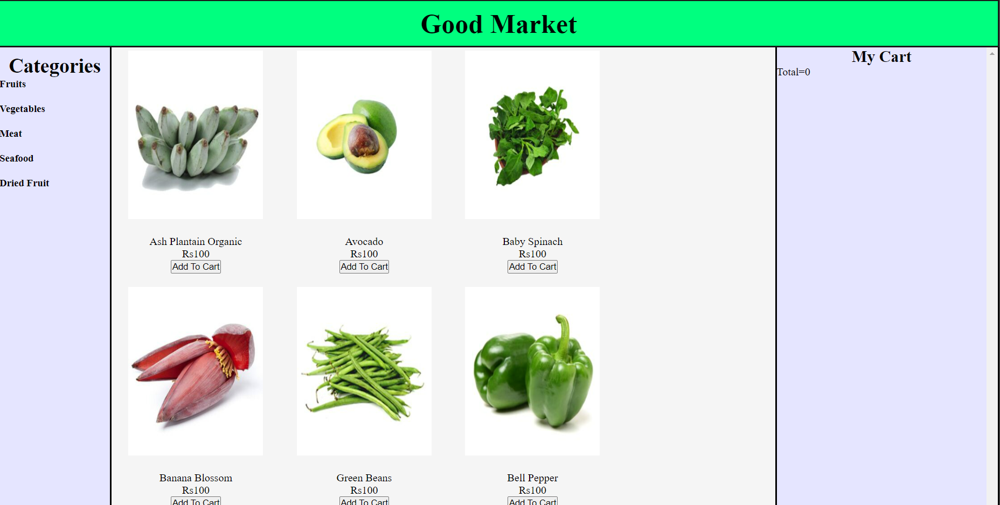 Good Market
Categories
Fruits
Vegetables
Meat
Seafood
Dried Fruit
Ash Plantain Organic
Rs100
Add To Cart
Avocado
Rs100
Add To Cart
Baby Spinach
Rs100
Add To Cart
Banana Blossom
Rs100
Add To Cart
Green Beans
Rs100
Add To Cart
Bell Pepper
Rs100
Add To Cart
My Cart
Total=0